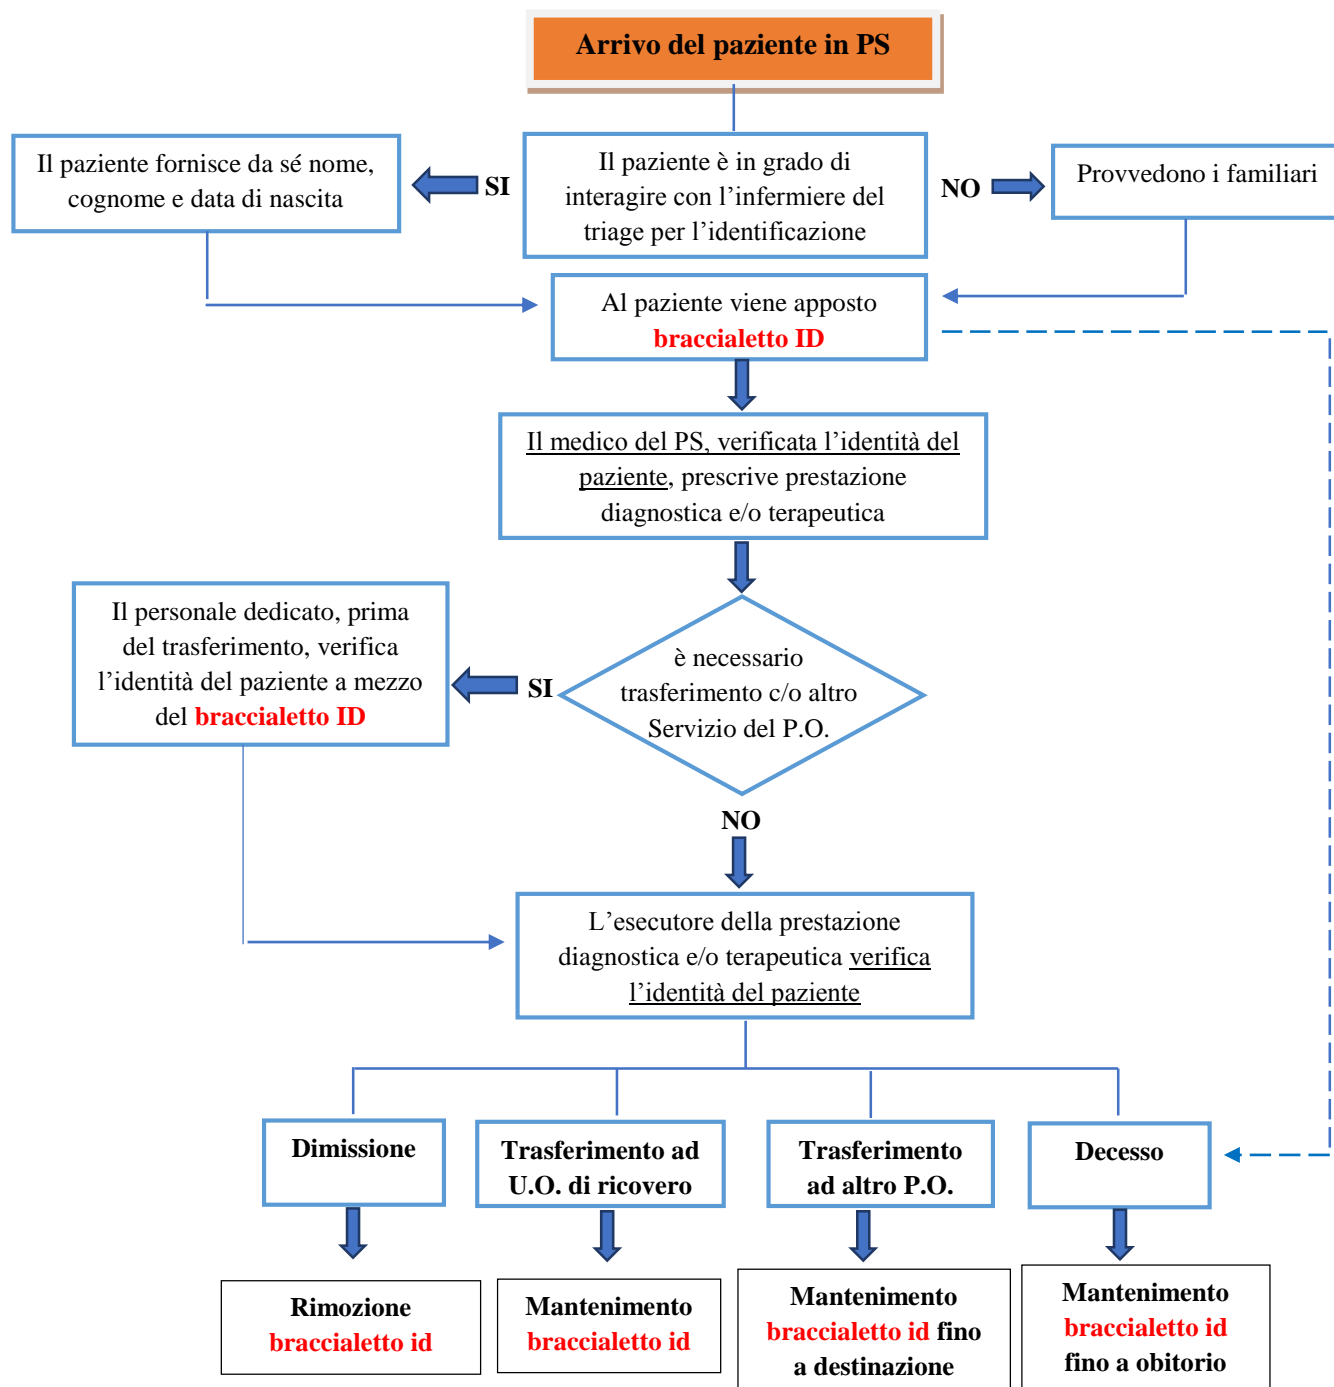 Arrivo del paziente in PS
Il paziente fornisce da sé nome,
cognome e data di nascita
SI
Il paziente è in grado di
interagire con l’infermiere del
triage per l’identificazione
NO
Provvedono i familiari
Al paziente viene apposto
braccialetto ID
Il medico del PS, verificata l’identità del
paziente, prescrive prestazione
diagnostica e/o terapeutica
Il personale dedicato, prima
del trasferimento, verifica
l’identità del paziente a mezzo
del braccialetto ID
SI
è necessario
trasferimento c/o altro
Servizio del P.O.
NO
L’esecutore della prestazione
diagnostica e/o terapeutica verifica
l’identità del paziente
Dimissione
Trasferimento ad
U.O. di ricovero
Trasferimento
ad altro P.O.
Decesso
Rimozione
braccialetto id
Mantenimento
braccialetto id
Mantenimento
braccialetto id fino
a destinazione
Mantenimento
braccialetto id
fino a obitorio